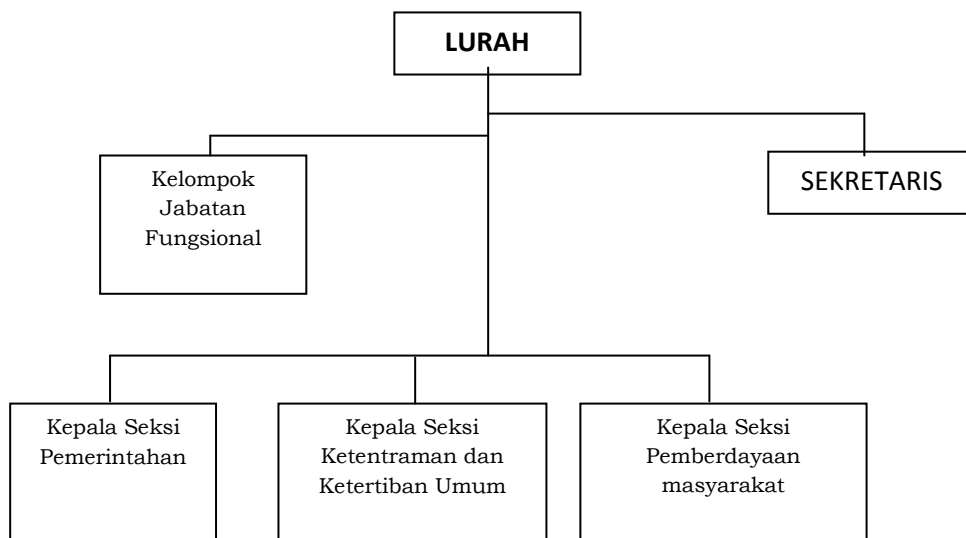 LURAH
Kelompok
Jabatan
Fungsional
SEKRETARIS
Kepala Seksi
Pemerintahan
Kepala Seksi
Ketentraman dan
Ketertiban Umum
Kepala Seksi
Pemberdayaan
masyarakat